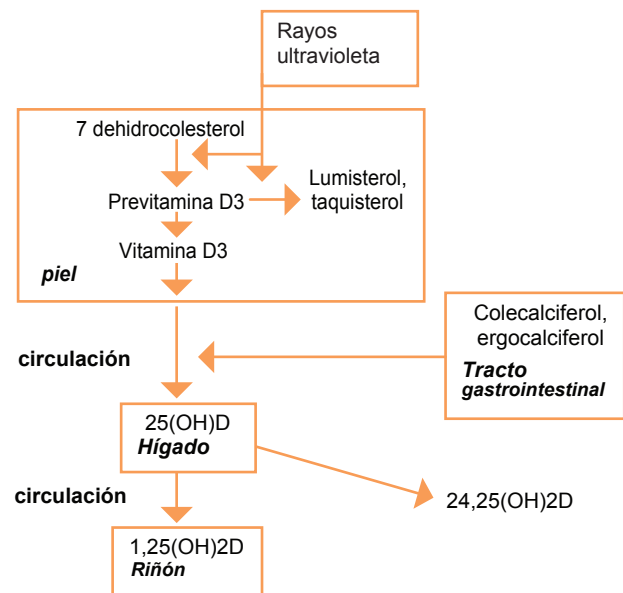 Rayos
ultravioleta
7 dehidrocolesterol
Previtamina D3
Lumisterol,
taquisterol
Vitamina D3
piel
Colecalciferol,
ergocalciferol
Tracto
gastrointestinal
circulación
25(OH)D
Hígado
circulación
24,25(OH)2D
1,25(OH)2D
Riñón